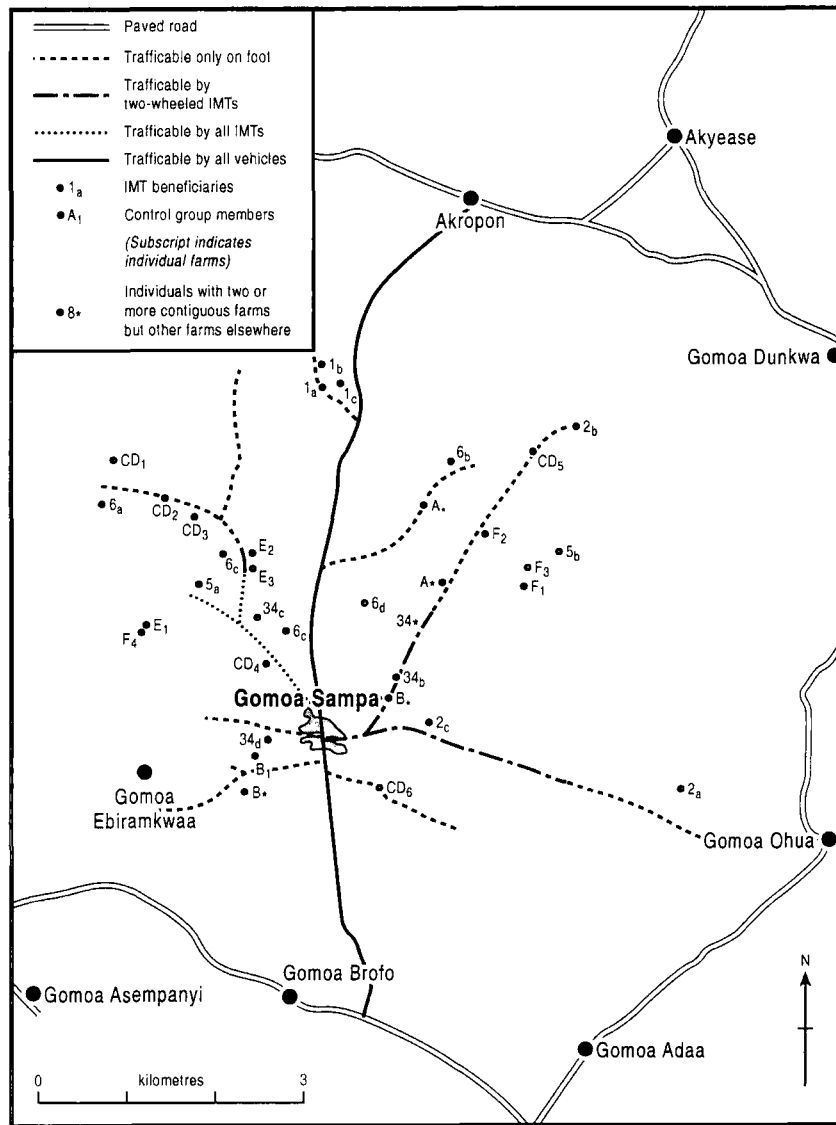 Paved road
Trafficable only on foot
Trafficable by
two-wheeled IMTs
Trafficable by all IMTs
Trafficable by all vehicles
1a IMT beneficiaries
A1 Control group members
(Subscript indicates
individual farms)
8* Individuals with two or
more contiguous farms
but other farms elsewhere
Akyease
Akropon
Gomoa Dunkwa
1b
1a
1c
2b
CD1
6b
CD5
6a
CD2
A*
CD3
F2
6c
E2
5b
E3
F3
5a
A*
F1
6d
34c
34*
E1
6c
F4
CD4
34b
Gomoa Sampa
B*
2c
34d
B1
Gomoa
Ebiramkwaa
B*
CD6
2a
Gomoa Ohua
Gomoa Brofo
Gomoa Asempanyi
N
Gomoa Adaa
0 kilometres 3